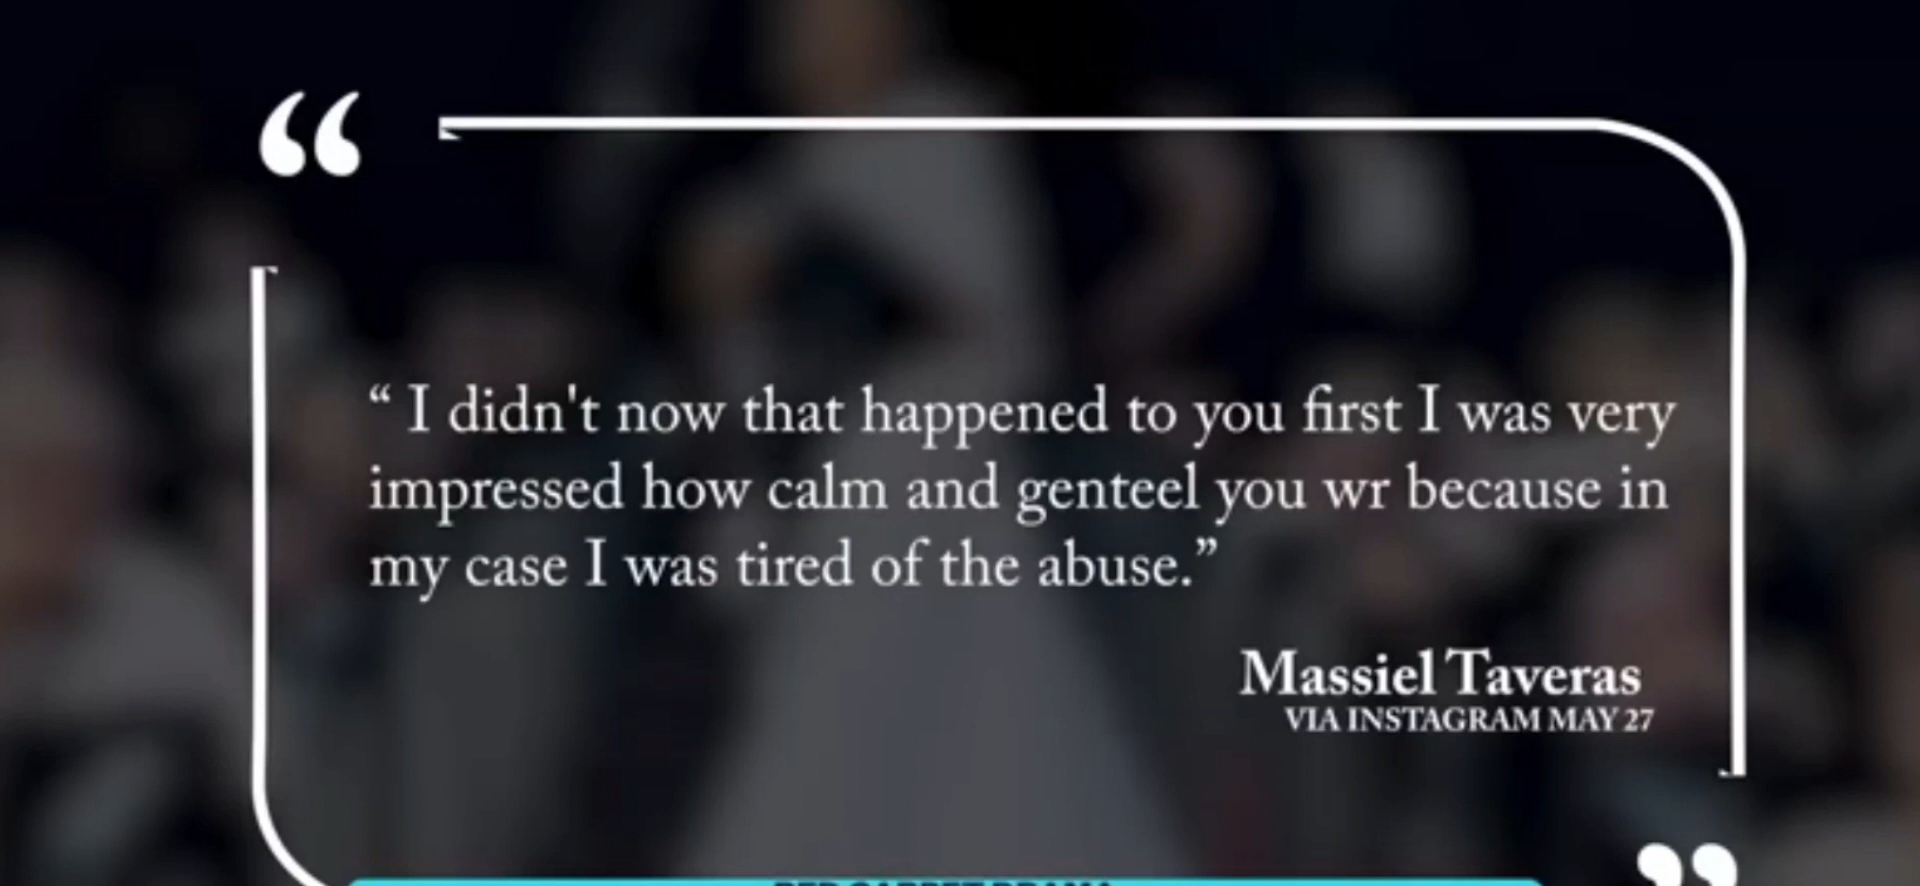 “
“ I didn't now that happened to you first I was very
impressed how calm and genteel you wr because in
my case I was tired of the abuse.”
Massiel Taveras
VIA INSTAGRAM MAY 27
”